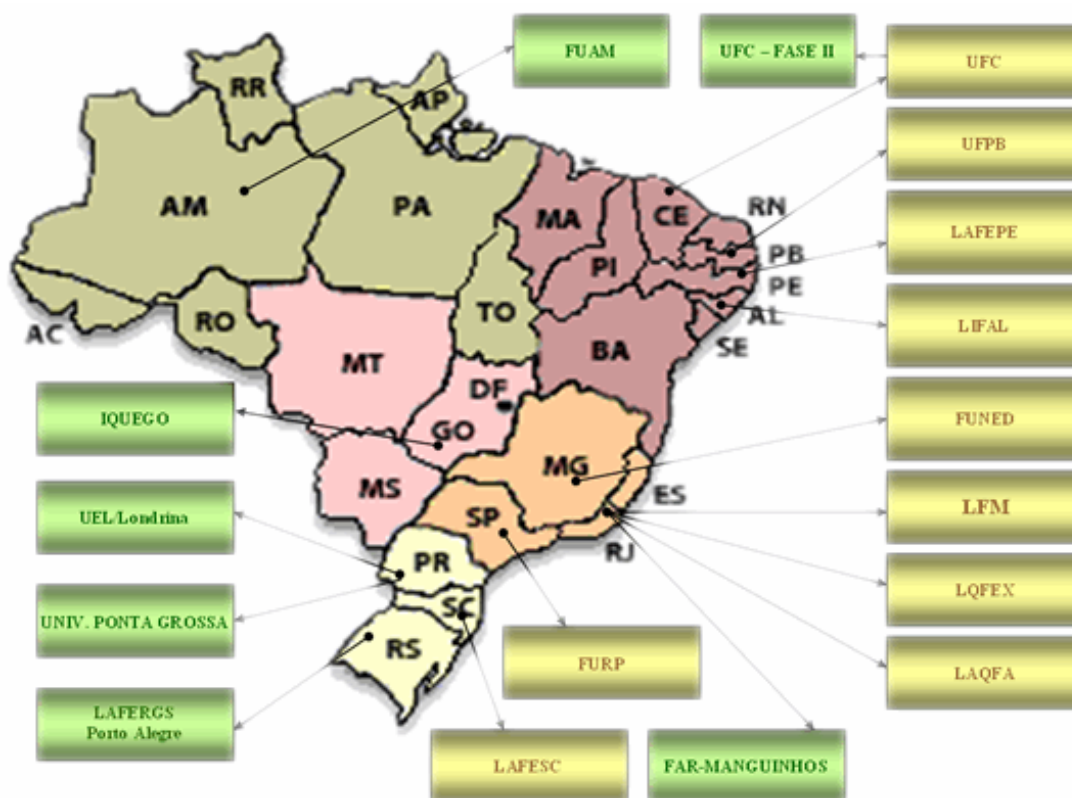 FUAM
UFC – FASE II
UFC
RR
AP
UFPB
AM
PA
MA
CE
RN
LAFEPE
PI
PB
PE
AC
RO
TO
AL
LIFAL
MT
BA
SE
DF
IQUEGO
GO
FUNED
MS
MG
ES
LFM
UEL/Londrina
SP
RJ
PR
LQFEX
UNIV. PONTA GROSSA
SC
RS
FURP
LAQFA
LAFERGS
Porto Alegre
LAFESC
FAR-MANGUINHOS